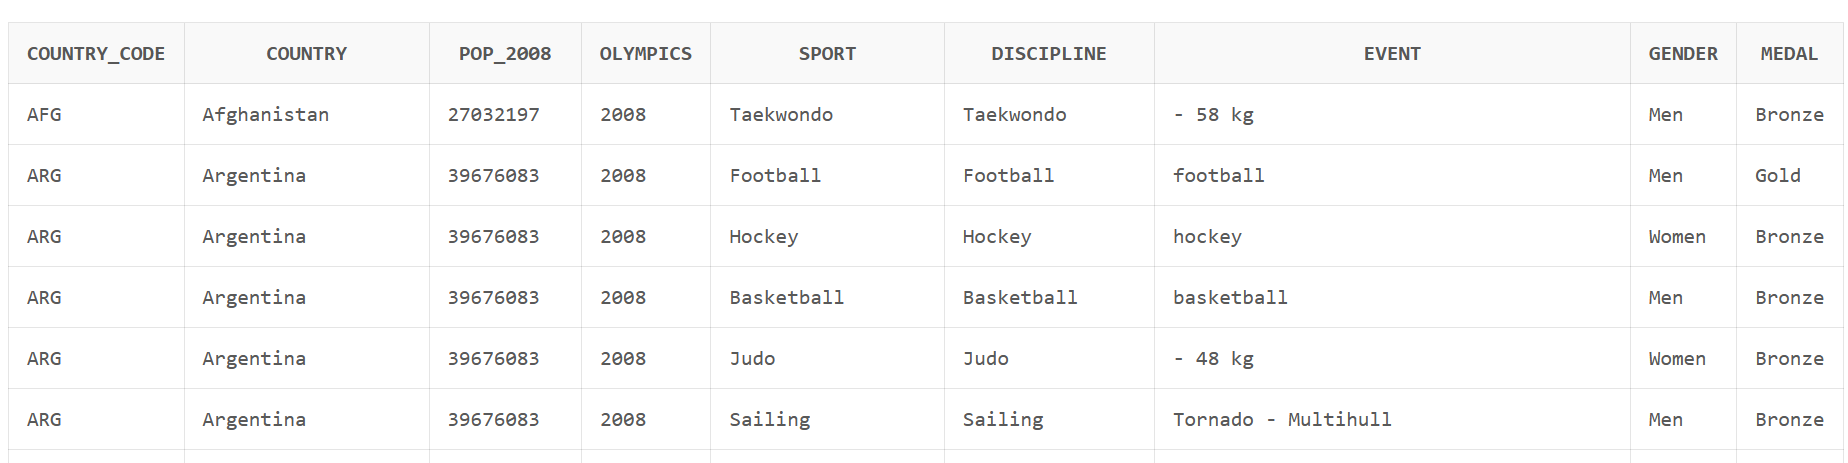 COUNTRY_CODE COUNTRY POP_2008 OLYMPICS SPORT DISCIPLINE EVENT GENDER MEDAL
AFG Afghanistan 27032197 2008 Taekwondo Taekwondo - 58 kg Men Bronze
ARG Argentina 39676083 2008 Football Football football Men Gold
ARG Argentina 39676083 2008 Hockey Hockey hockey Women Bronze
ARG Argentina 39676083 2008 Basketball Basketball basketball Men Bronze
ARG Argentina 39676083 2008 Judo Judo - 48 kg Women Bronze
ARG Argentina 39676083 2008 Sailing Sailing Tornado - Multihull Men Bronze